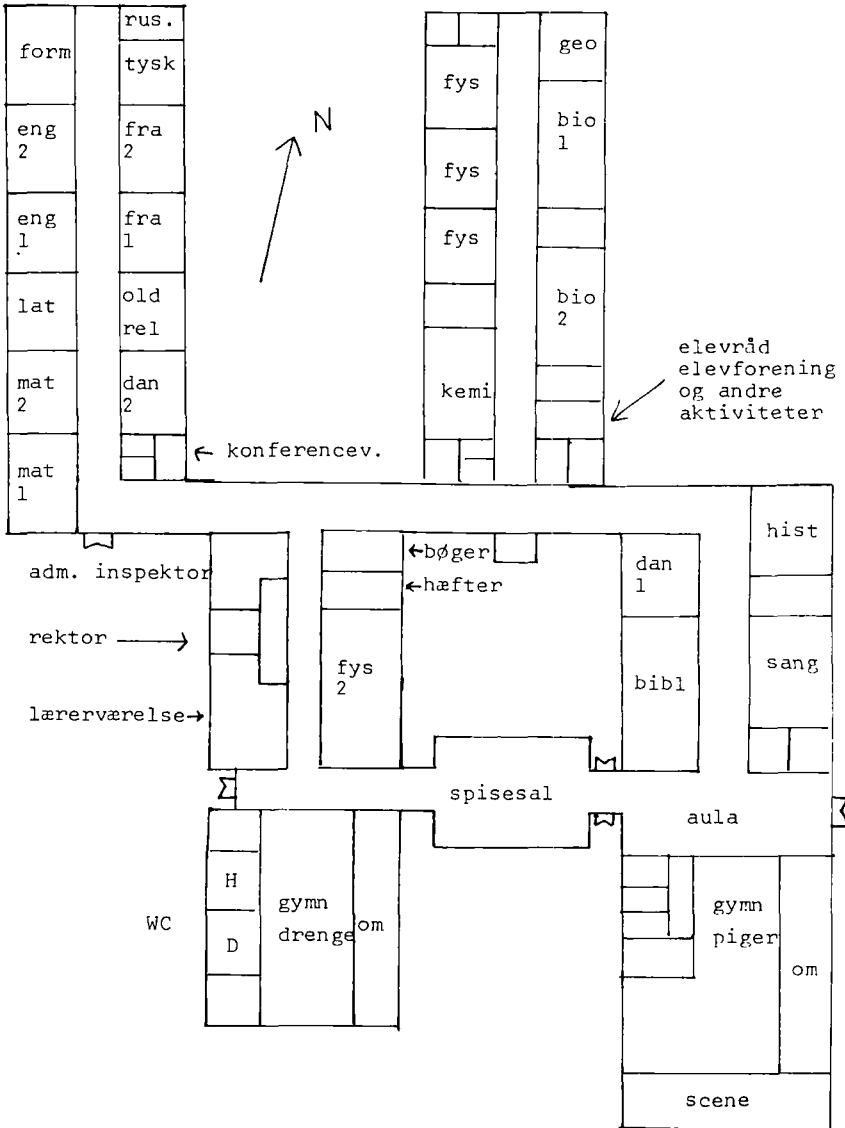 rus.
form
tysk
eng
2
fra
2
eng
1
fra
1
lat
old
rel
mat
2
dan
2
mat
1
konferencev.
N
fys
fys
fys
kemi
geo
bio
1
bio
2
elevråd
elevforening
og andre
aktiviteter
adm. inspektor
rektor
lærerværelse
bøger
hæfter
fys
2
dan
1
bibl
hist
sang
spisesal
aula
WC
H
D
gymn
drenge
om
gymn
piger
om
scene